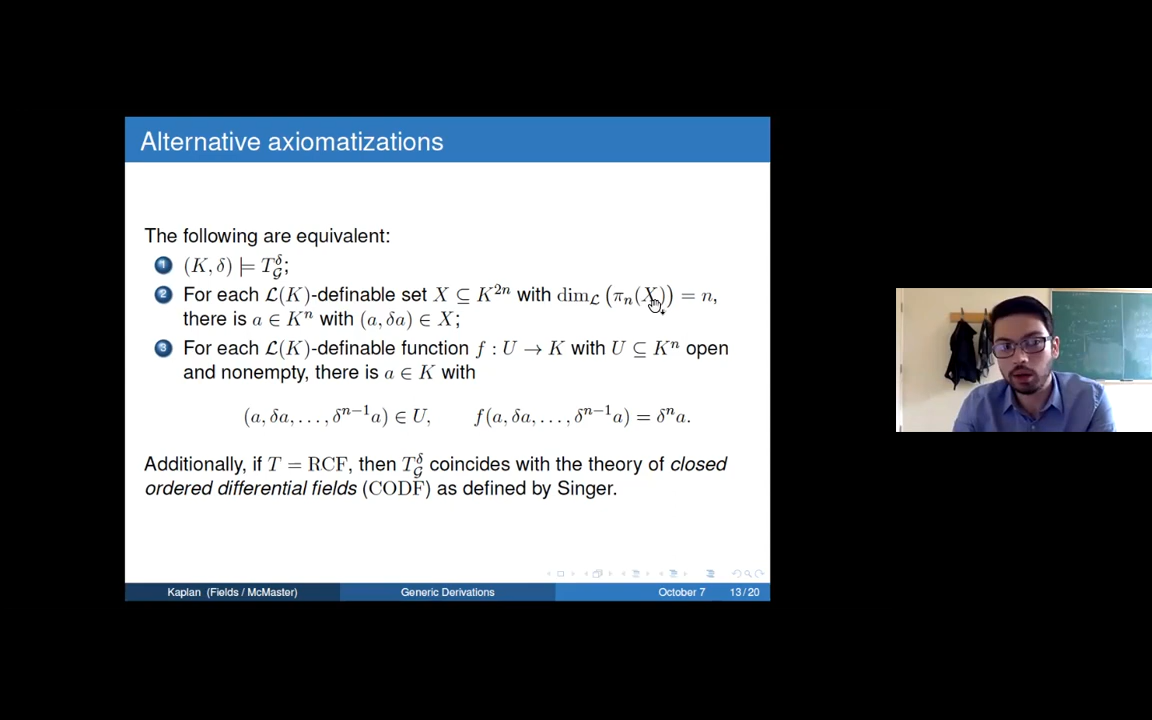 Alternative axiomatizations
The following are equivalent:
1 (K, δ) ⊨ T_𝒢^δ;
2 For each ℒ(K)-definable set X ⊆ K^{2n} with dim_ℒ (π_n(X)) = n,
there is a ∈ K^n with (a, δa) ∈ X;
3 For each ℒ(K)-definable function f : U → K with U ⊆ K^n open
and nonempty, there is a ∈ K with
(a, δa, . . . , δ^{n−1}a) ∈ U, f(a, δa, . . . , δ^{n−1}a) = δ^n a.
Additionally, if T = RCF, then T_𝒢^δ coincides with the theory of closed
ordered differential fields (CODF) as defined by Singer.
Kaplan (Fields / McMaster) Generic Derivations October 7 13 / 20